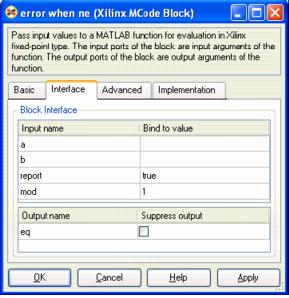 error when ne (Xilinx MCode Block)
Pass input values to a MATLAB function for evaluation in Xilinx
fixed-point type. The input ports of the block are input arguments of
the function. The output ports of the block are output arguments of the
function.
Basic Interface Advanced Implementation
Block Interface
Input name Bind to value
a
b
report true
mod 1
Output name Suppress output
eq
OK Cancel Help Apply